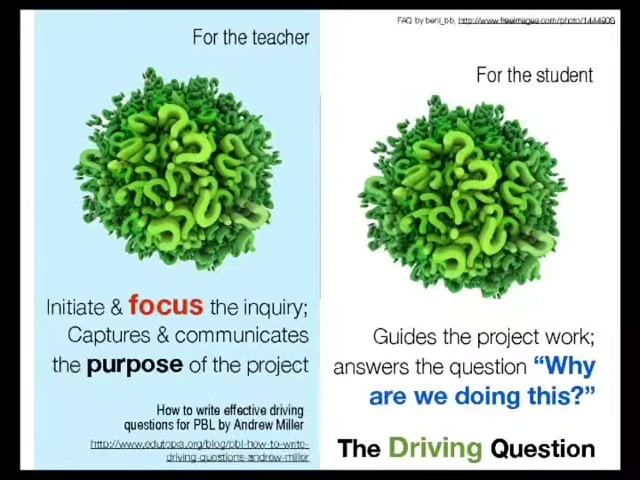 For the teacher
Initiate & focus the inquiry;
Captures & communicates
the purpose of the project
How to write effective driving
questions for PBL by Andrew Miller
http://www.edutopia.org/blog/pbl-how-to-write-
driving-questions-andrew-miller
FAQ by beni_bb, http://www.freeimages.com/photo/1444905
For the student
Guides the project work;
answers the question “Why
are we doing this?”
The Driving Question